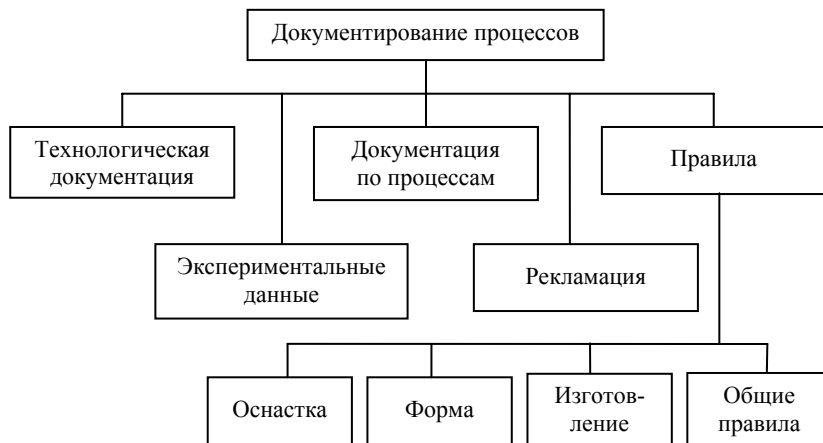 Документирование процессов
Технологическая
документация
Документация
по процессам
Правила
Экспериментальные
данные
Рекламация
Оснастка
Форма
Изготов-
ление
Общие
правила